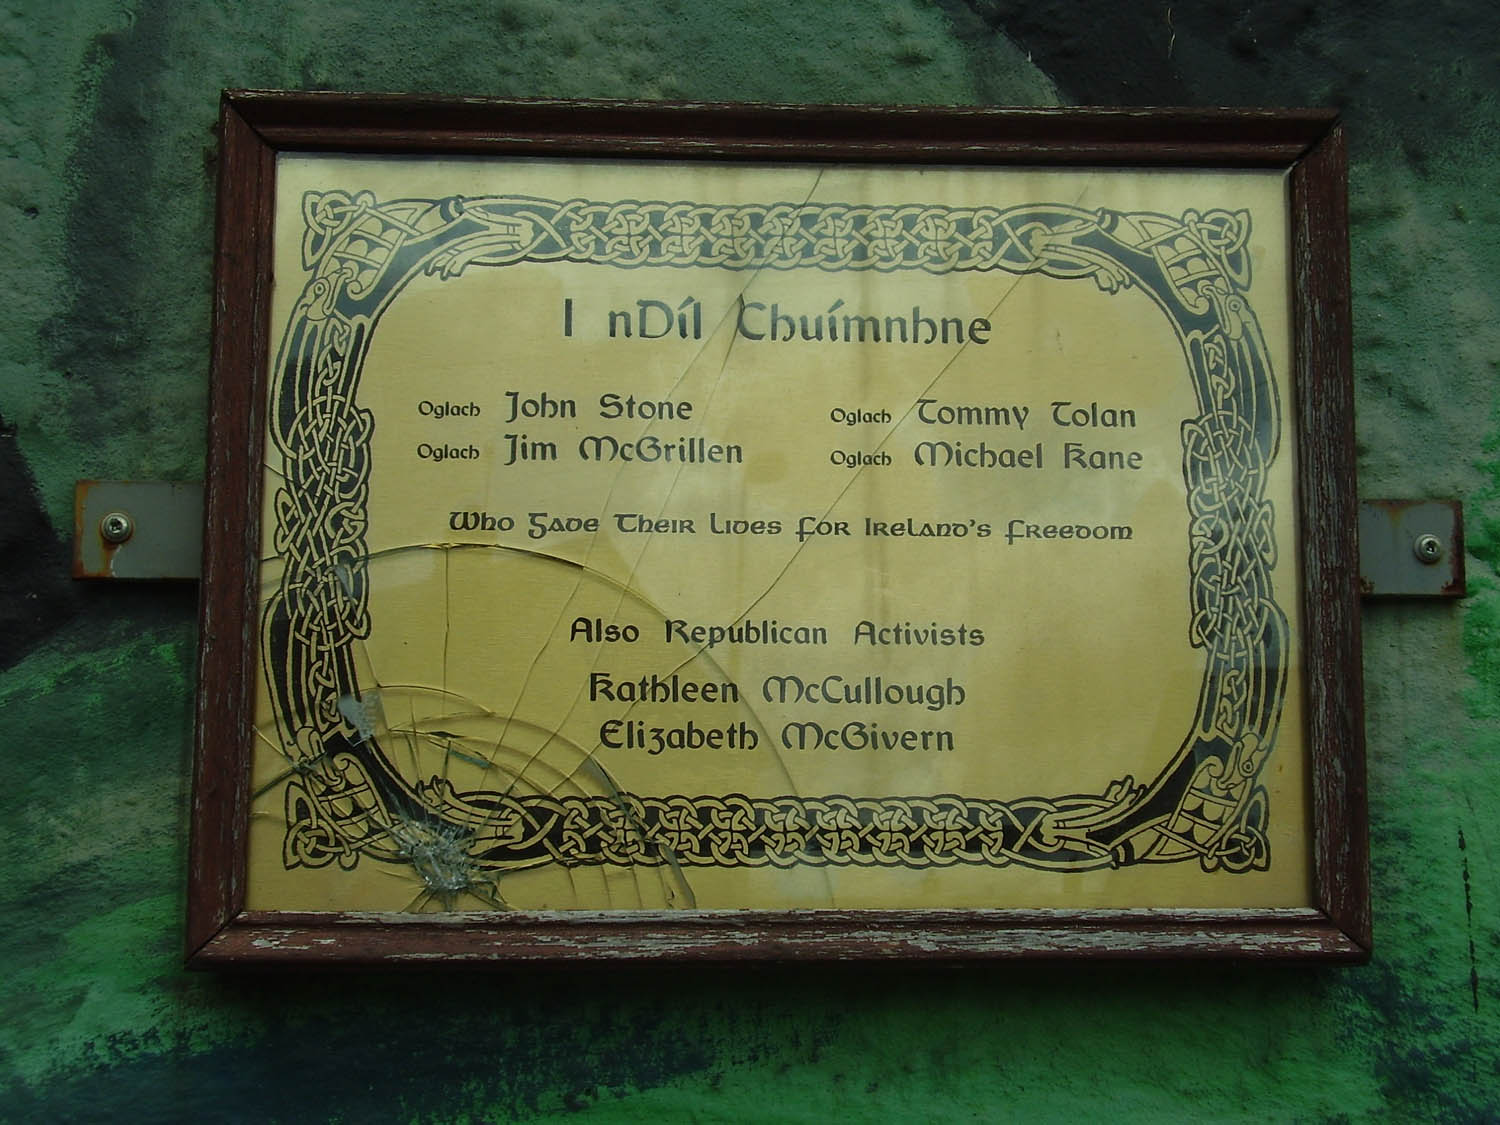 I nDíl Chuímnhne
Oglach John Stone Oglach Tommy Tolan
Oglach Jim McGrillen Oglach Michael Kane
Who Gave Their Lives For Ireland's Freedom
Also Republican Activists
Kathleen McCullough
Elizabeth McGivern